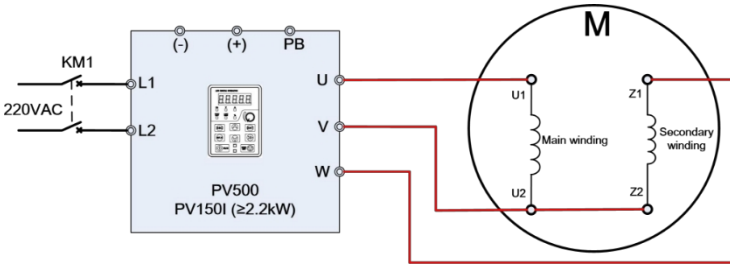 (-) (+) PB
M
KM1
L1
220VAC
L2
U
V
W
PV500
PV150I (≥2.2kW)
U1
Main winding
U2
Z1
Secondary
winding
Z2